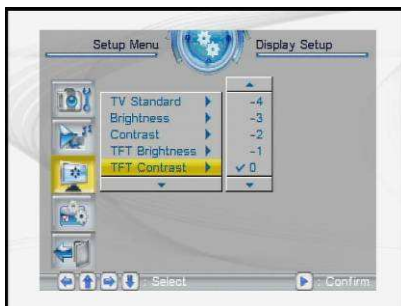 Setup Menu
Display Setup
TV Standard
Brightness
Contrast
TFT Brightness
TFT Contrast
-4
-3
-2
-1
0
: Select
: Confirm